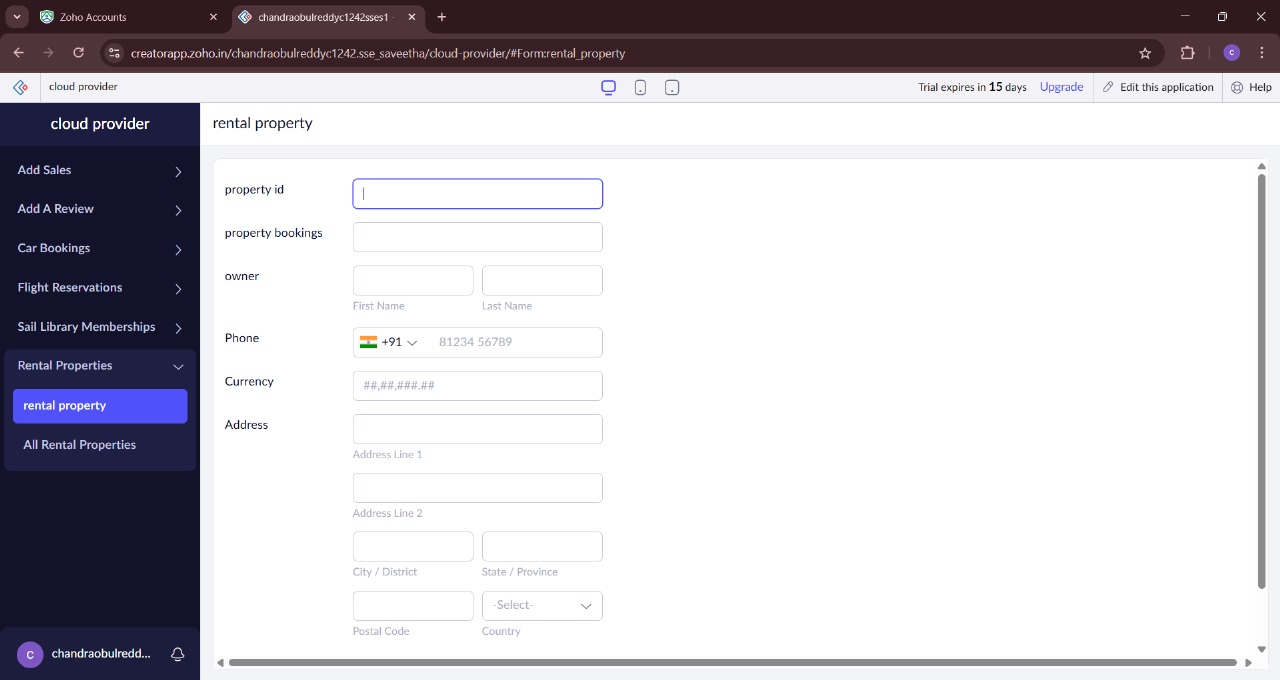 Zoho Accounts
chandraobulreddyc1242sses1 -
creatorapp.zoho.in/chandraobulreddyc1242.sse_saveetha/cloud-provider/#Form:rental_property
C
cloud provider
Trial expires in 15 days
Upgrade
Edit this application
Help
cloud provider
rental property
Add Sales
Add A Review
Car Bookings
Flight Reservations
Sail Library Memberships
Rental Properties
rental property
All Rental Properties
C
chandraobulredd...
property id
property bookings
owner
First Name
Last Name
Phone
+91
81234 56789
Currency
##,##,###.##
Address
Address Line 1
Address Line 2
City / District
State / Province
-Select-
Postal Code
Country